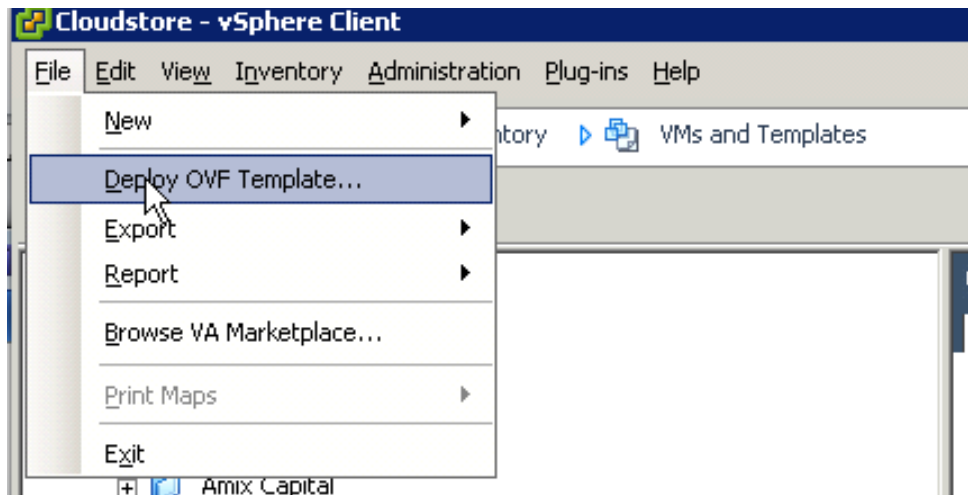 Cloudstore - vSphere Client
File Edit View Inventory Administration Plug-ins Help
New
VMs and Templates
Deploy OVF Template...
Export
Report
Browse VA Marketplace...
Print Maps
Exit
Amix Capital